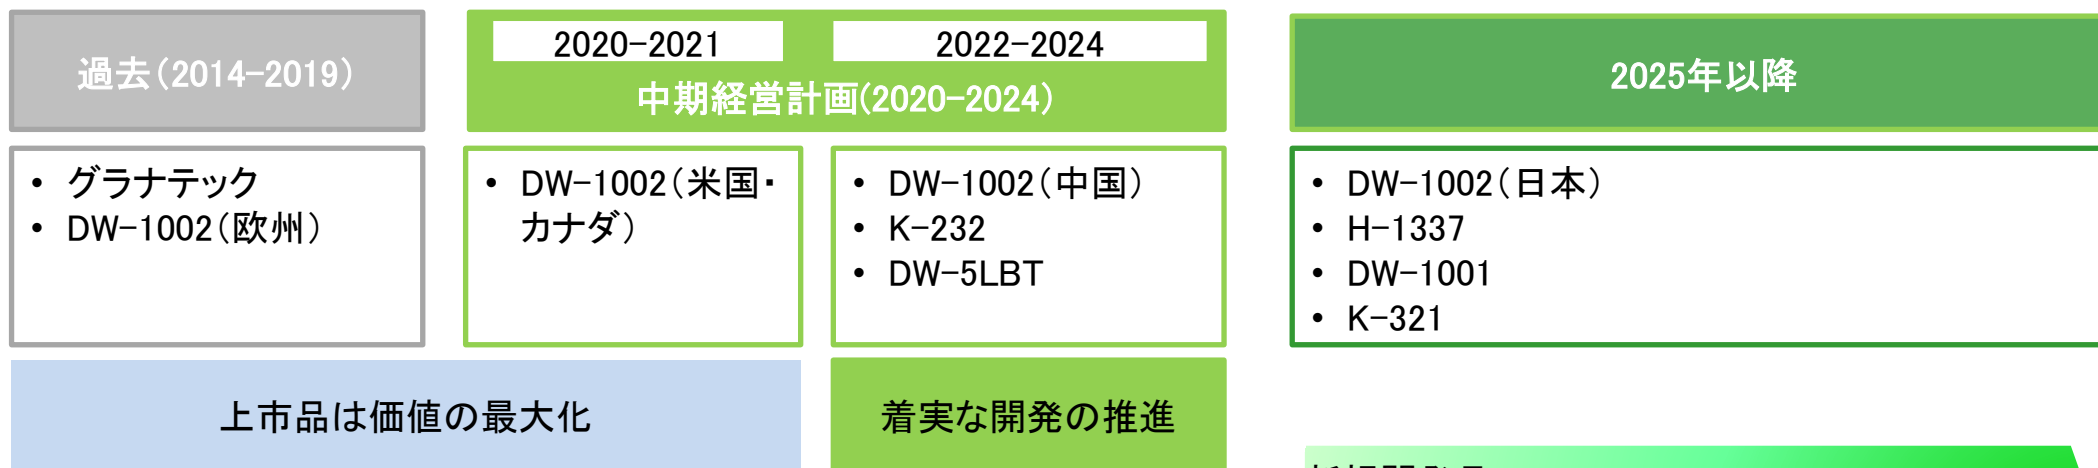 過去(2014-2019)
2020-2021
2022-2024
中期経営計画(2020-2024)
2025年以降
• グラナテック
• DW-1002(欧州)
• DW-1002(米国・
カナダ)
• DW-1002(中国)
• K-232
• DW-5LBT
• DW-1002(日本)
• H-1337
• DW-1001
• K-321
上市品は価値の最大化
着実な開発の推進